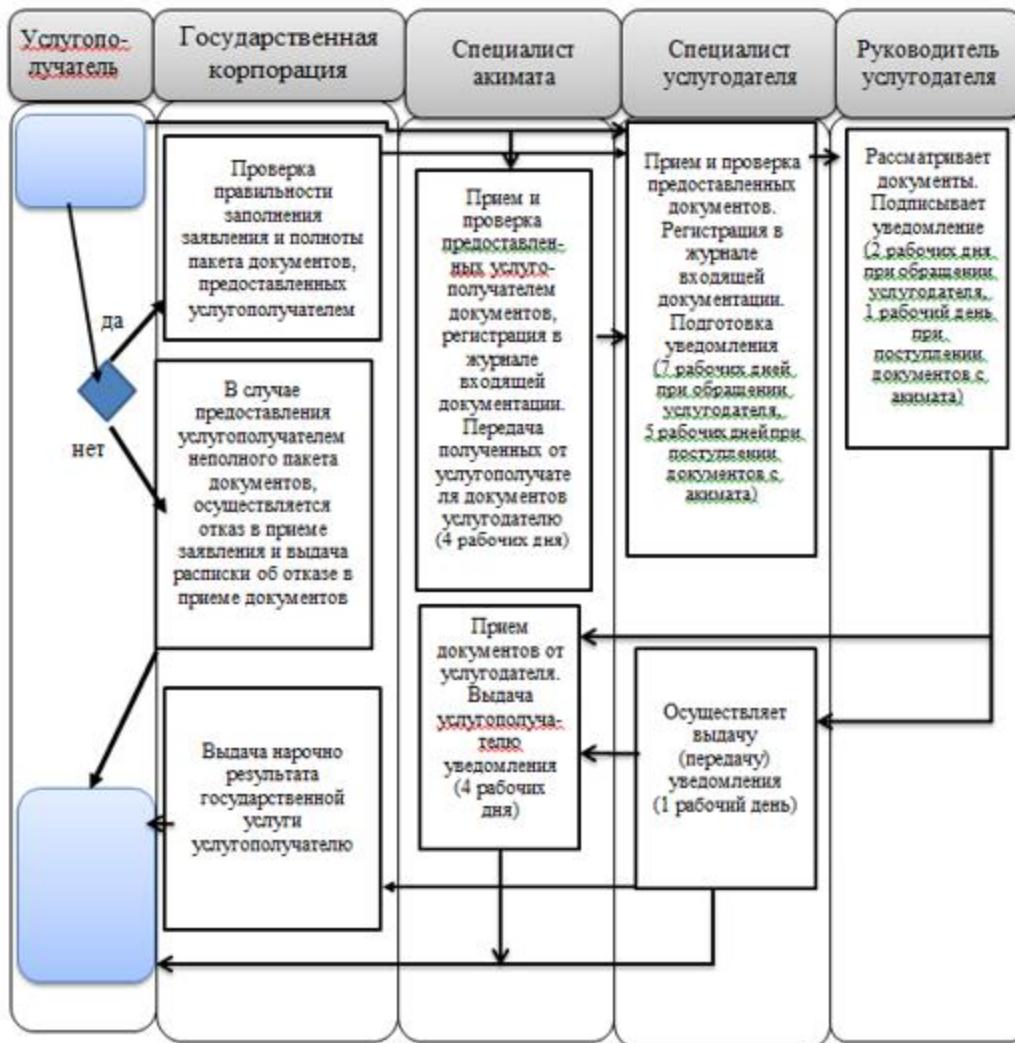 Услугопо-
лучатель
Государственная
корпорация
Специалист
акимата
Специалист
услугодателя
Руководитель
услугодателя
Проверка
правильности
заполнения
заявления и полноты
пакета документов,
предоставленных
услугополучателем
да
нет
В случае
предоставления
услугополучателем
неполного пакета
документов,
осуществляется
отказ в приеме
заявления и выдача
расписки об отказе в
приеме документов
Выдача нарочно
результата
государственной
услуги
услугополучателю
Прием и
проверка
предоставлен-
ных услуго-
получателем
документов,
регистрация в
журнале
входящей
документации.
Передача
полученных от
услугополучате
ля документов
услугодателю
(4 рабочих дня)
Прием
документов от
услугодателя.
Выдача
услугополуча-
телю
уведомления
(4 рабочих
дня)
Прием и проверка
предоставленных
документов.
Регистрация в
журнале
входящей
документации.
Подготовка
уведомления
(7 рабочих дней
при обращении
услугодателя,
5 рабочих дней при
поступлении
документов с
акимата)
Осуществляет
выдачу
(передачу)
уведомления
(1 рабочий день)
Рассматривает
документы.
Подписывает
уведомление
(2 рабочих дня
при обращении
услугодателя,
1 рабочий день
при
поступлении
документов с
акимата)